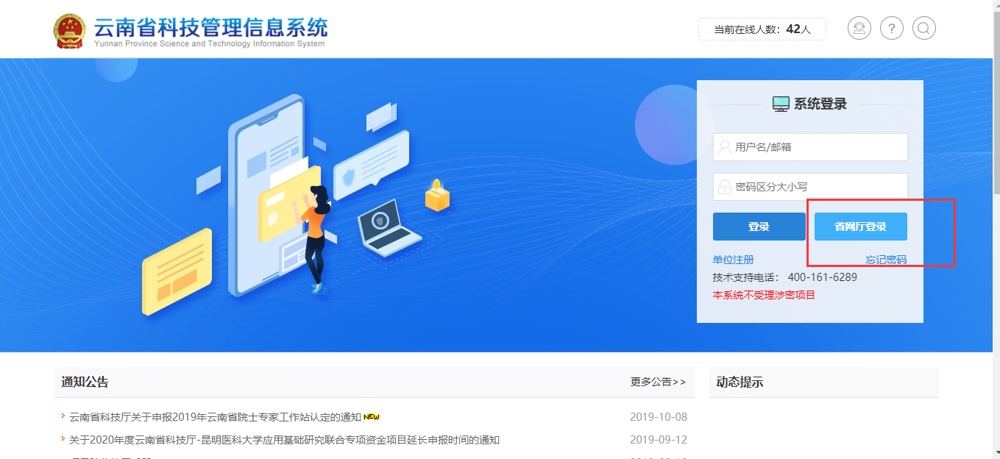 云南省科技管理信息系统
Yunnan Province Science and Technology Information System
当前在线人数：42人
?
系统登录
用户名/邮箱
密码区分大小写
登录
省网厅登录
单位注册
忘记密码
技术支持电话： 400-161-6289
本系统不受理涉密项目
通知公告
更多公告>>
动态提示
云南省科技厅关于申报2019年云南省院士专家工作站认定的通知 NEW
2019-10-08
关于2020年度云南省科技厅-昆明医科大学应用基础研究联合专项资金项目延长申报时间的通知
2019-09-12